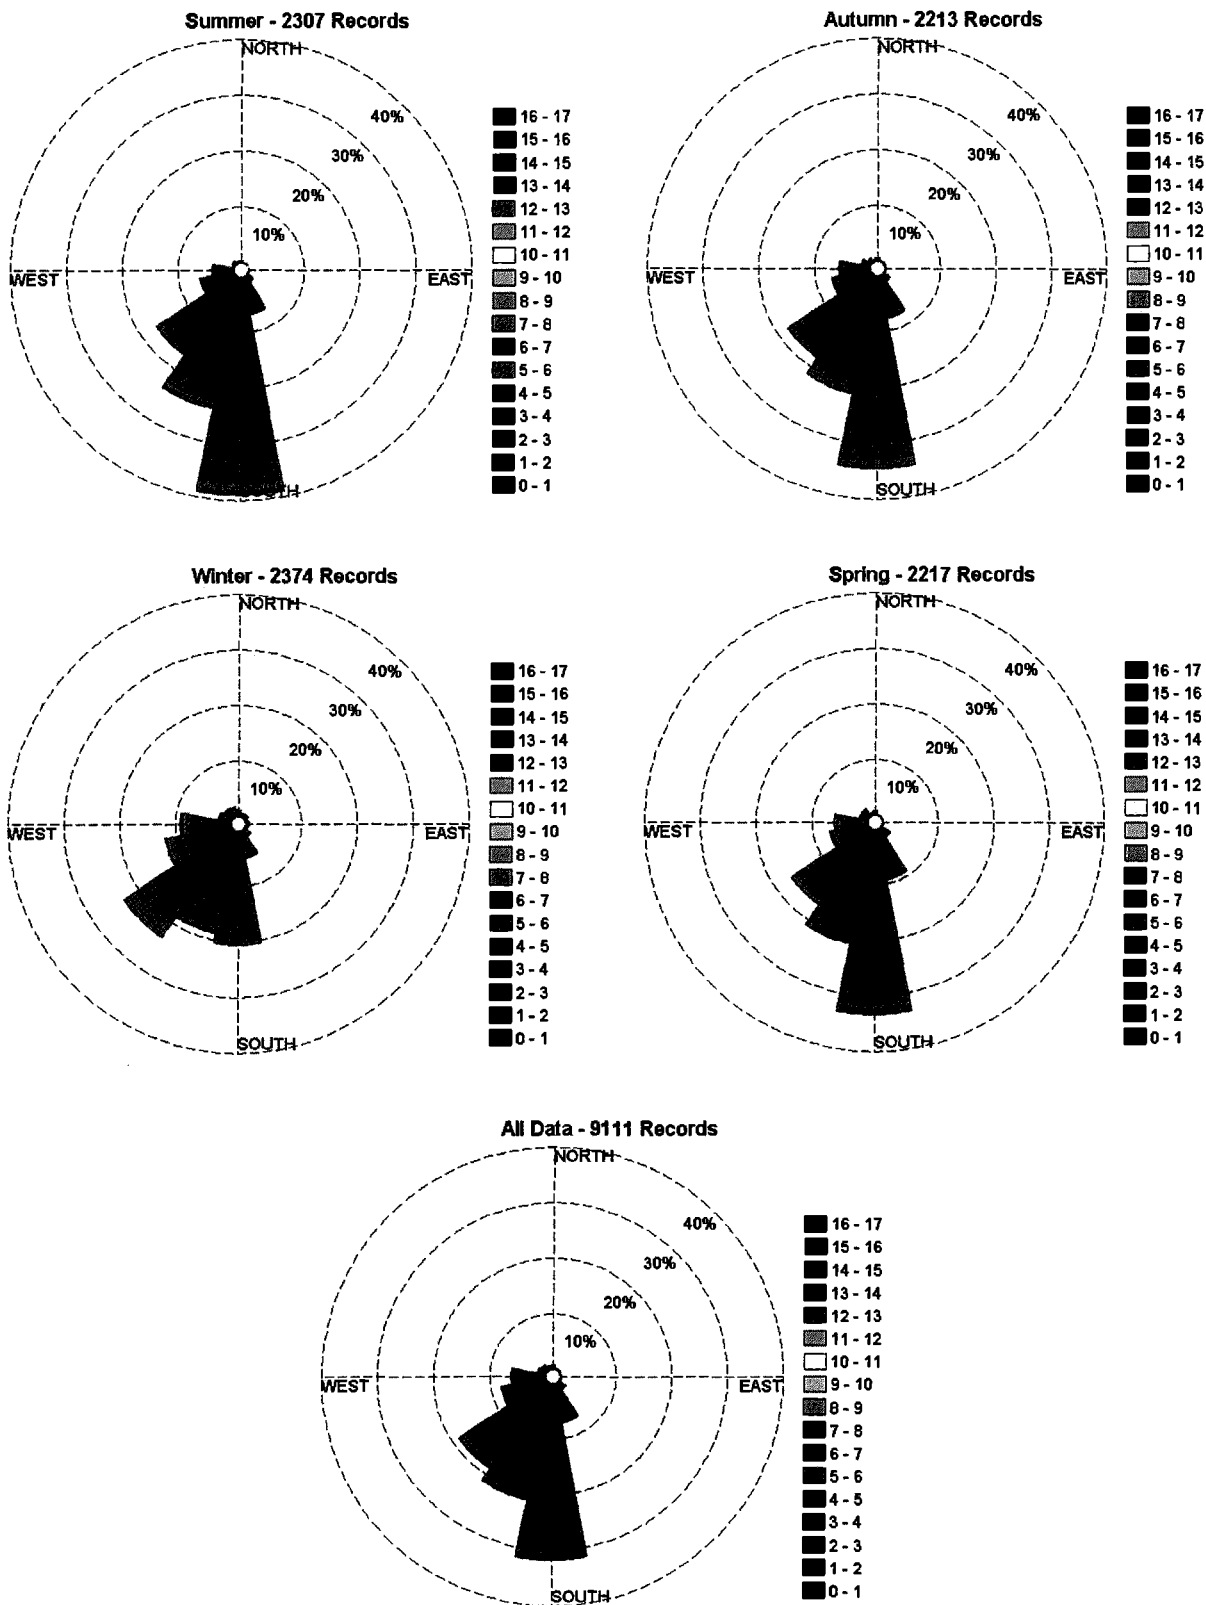 Summer - 2307 Records
NORTH
40%
30%
20%
10%
WEST
EAST
SOUTH
16 - 17
15 - 16
14 - 15
13 - 14
12 - 13
11 - 12
10 - 11
9 - 10
8 - 9
7 - 8
6 - 7
5 - 6
4 - 5
3 - 4
2 - 3
1 - 2
0 - 1
Autumn - 2213 Records
NORTH
40%
30%
20%
10%
WEST
EAST
SOUTH
16 - 17
15 - 16
14 - 15
13 - 14
12 - 13
11 - 12
10 - 11
9 - 10
8 - 9
7 - 8
6 - 7
5 - 6
4 - 5
3 - 4
2 - 3
1 - 2
0 - 1
Winter - 2374 Records
NORTH
40%
30%
20%
10%
WEST
EAST
SOUTH
16 - 17
15 - 16
14 - 15
13 - 14
12 - 13
11 - 12
10 - 11
9 - 10
8 - 9
7 - 8
6 - 7
5 - 6
4 - 5
3 - 4
2 - 3
1 - 2
0 - 1
Spring - 2217 Records
NORTH
40%
30%
20%
10%
WEST
EAST
SOUTH
16 - 17
15 - 16
14 - 15
13 - 14
12 - 13
11 - 12
10 - 11
9 - 10
8 - 9
7 - 8
6 - 7
5 - 6
4 - 5
3 - 4
2 - 3
1 - 2
0 - 1
All Data - 9111 Records
NORTH
40%
30%
20%
10%
WEST
EAST
SOUTH
16 - 17
15 - 16
14 - 15
13 - 14
12 - 13
11 - 12
10 - 11
9 - 10
8 - 9
7 - 8
6 - 7
5 - 6
4 - 5
3 - 4
2 - 3
1 - 2
0 - 1